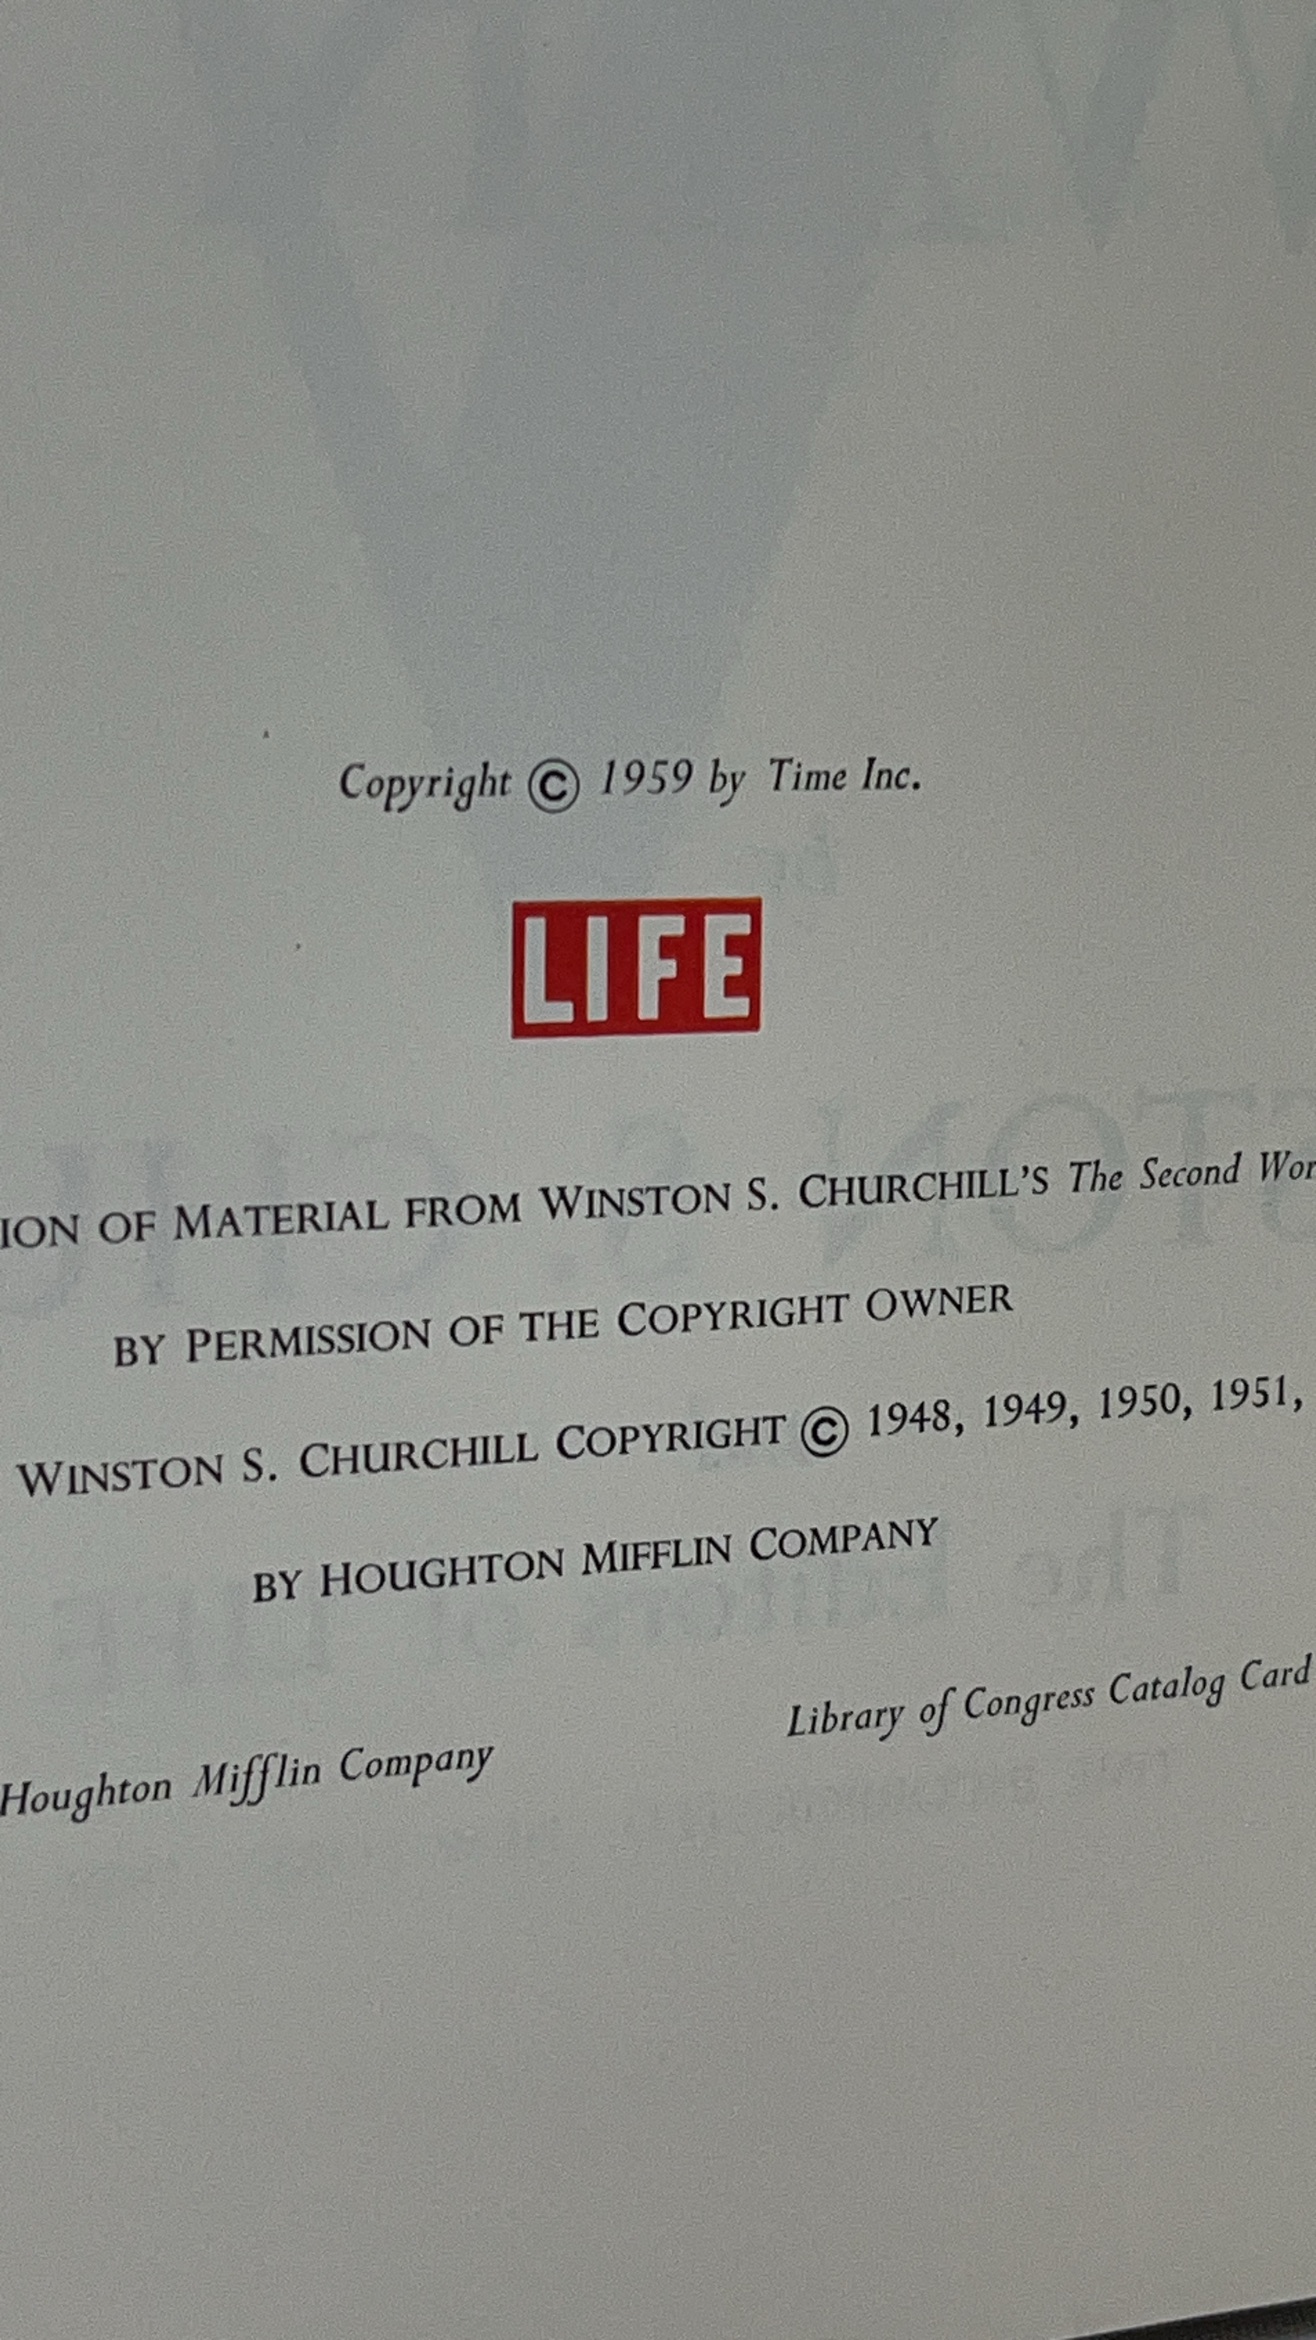 Copyright © 1959 by Time Inc.
LIFE
ION OF MATERIAL FROM WINSTON S. CHURCHILL'S The Second Wor
BY PERMISSION OF THE COPYRIGHT OWNER
WINSTON S. CHURCHILL COPYRIGHT © 1948, 1949, 1950, 1951,
BY HOUGHTON MIFFLIN COMPANY
Library of Congress Catalog Card
Houghton Mifflin Company